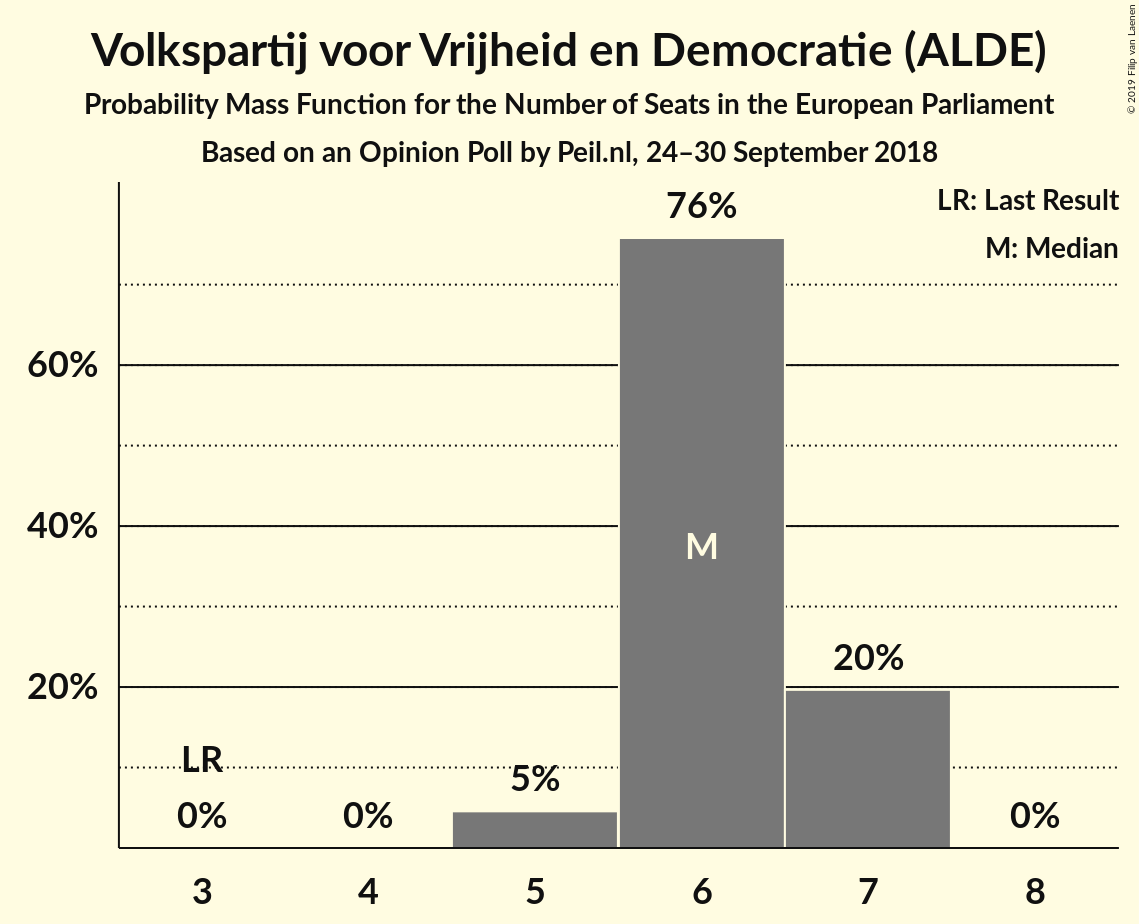 Volkspartij voor Vrijheid en Democratie (ALDE)
Probability Mass Function for the Number of Seats in the European Parliament
Based on an Opinion Poll by Peil.nl, 24–30 September 2018
© 2019 Filip van Laenen
LR: Last Result
M: Median
76%
60%
40%
M
20%
20%
LR
5%
0%
0%
0%
3
4
5
6
7
8